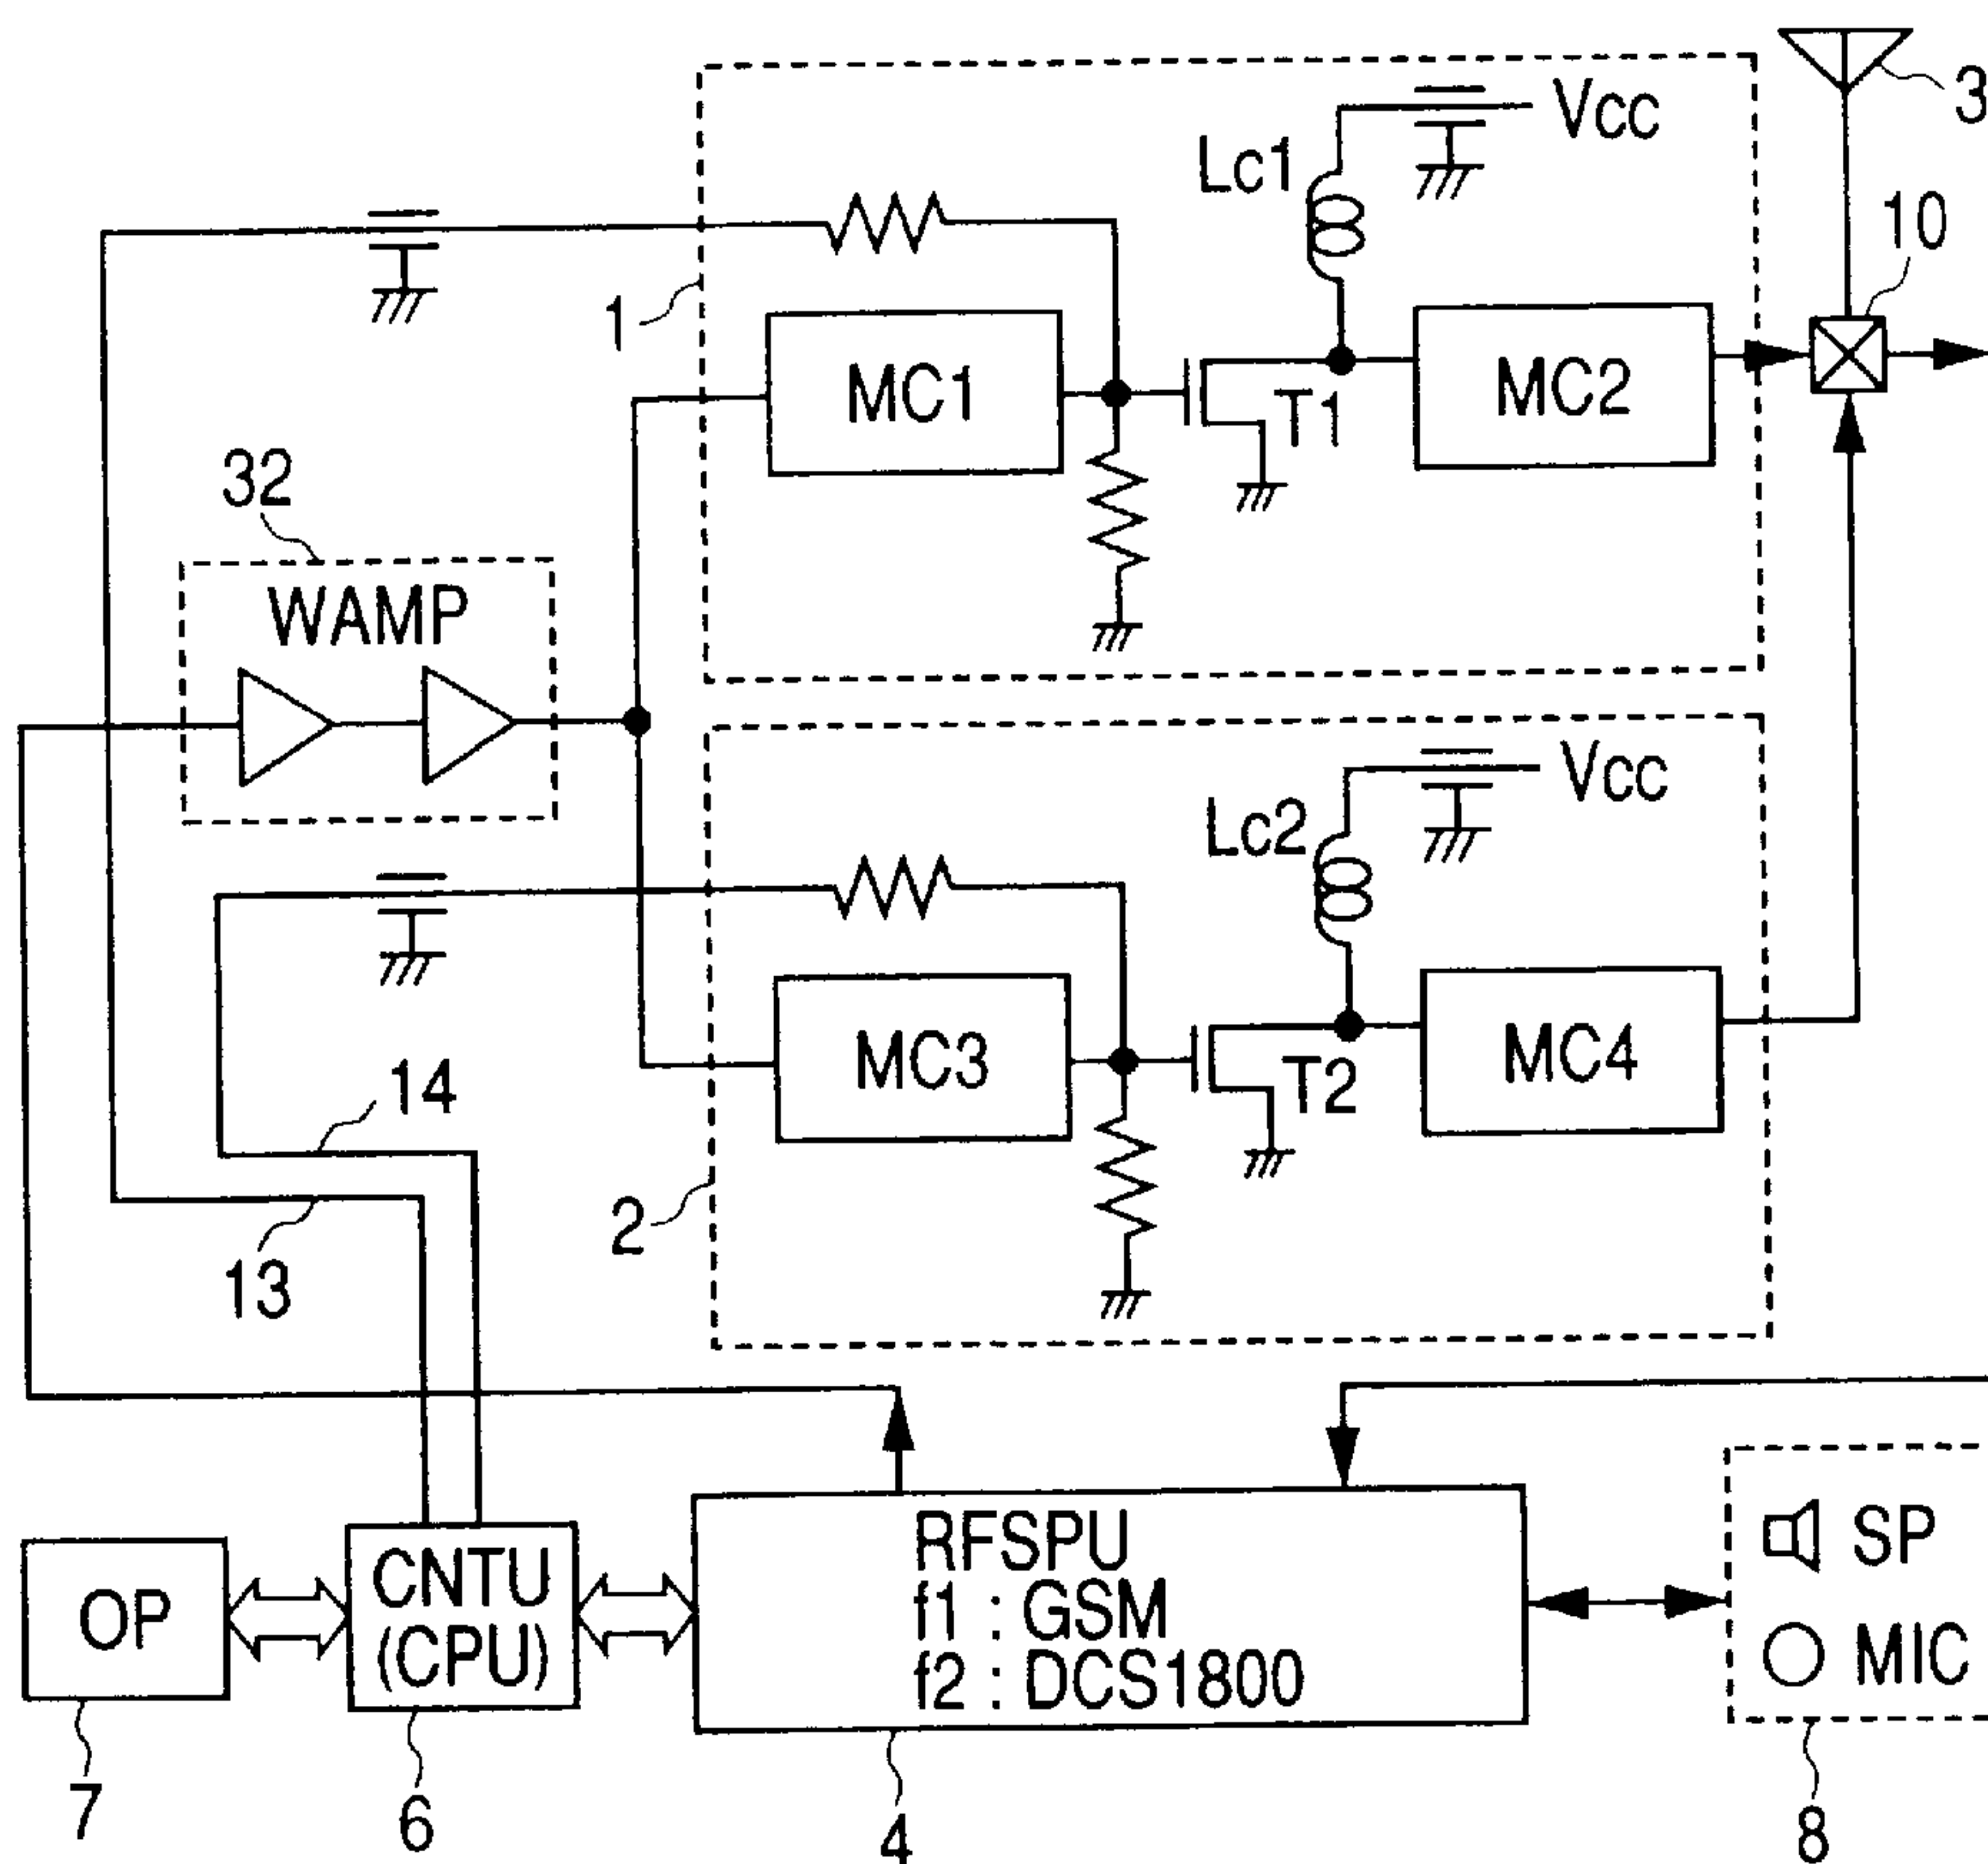 3
Vcc
Lc1
10
1
MC1
MC2
T1
32
WAMP
Vcc
Lc2
MC3
MC4
T2
14
2
13
RFSPU
f1 : GSM
f2 : DCS1800
OP
CNTU
(CPU)
SP
MIC
7
6
4
8